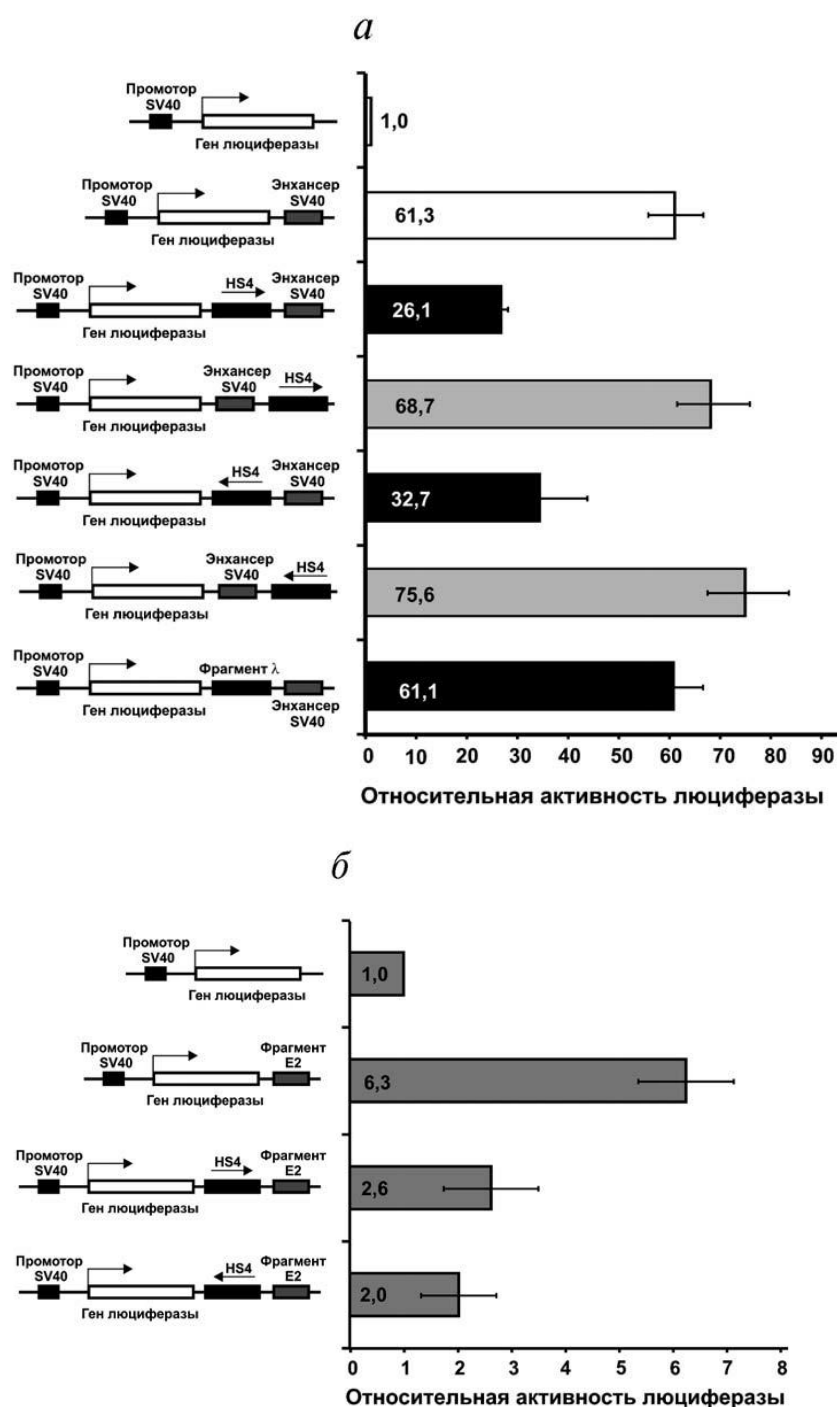 а
Промотор
SV40
Ген люциферазы
1,0
Промотор
SV40
Энхансер
SV40
Ген люциферазы
61,3
Промотор
SV40
HS4
Энхансер
SV40
Ген люциферазы
26,1
Промотор
SV40
Энхансер
SV40
HS4
Ген люциферазы
68,7
Промотор
SV40
HS4
Энхансер
SV40
Ген люциферазы
32,7
Промотор
SV40
Энхансер
SV40
HS4
Ген люциферазы
75,6
Промотор
SV40
Фрагмент λ
Ген люциферазы
Энхансер
SV40
61,1
0 10 20 30 40 50 60 70 80 90
Относительная активность люциферазы
б
Промотор
SV40
Ген люциферазы
1,0
Промотор
SV40
Фрагмент
E2
Ген люциферазы
6,3
Промотор
SV40
HS4
Фрагмент
E2
Ген люциферазы
2,6
Промотор
SV40
HS4
Фрагмент
E2
Ген люциферазы
2,0
0 1 2 3 4 5 6 7 8
Относительная активность люциферазы